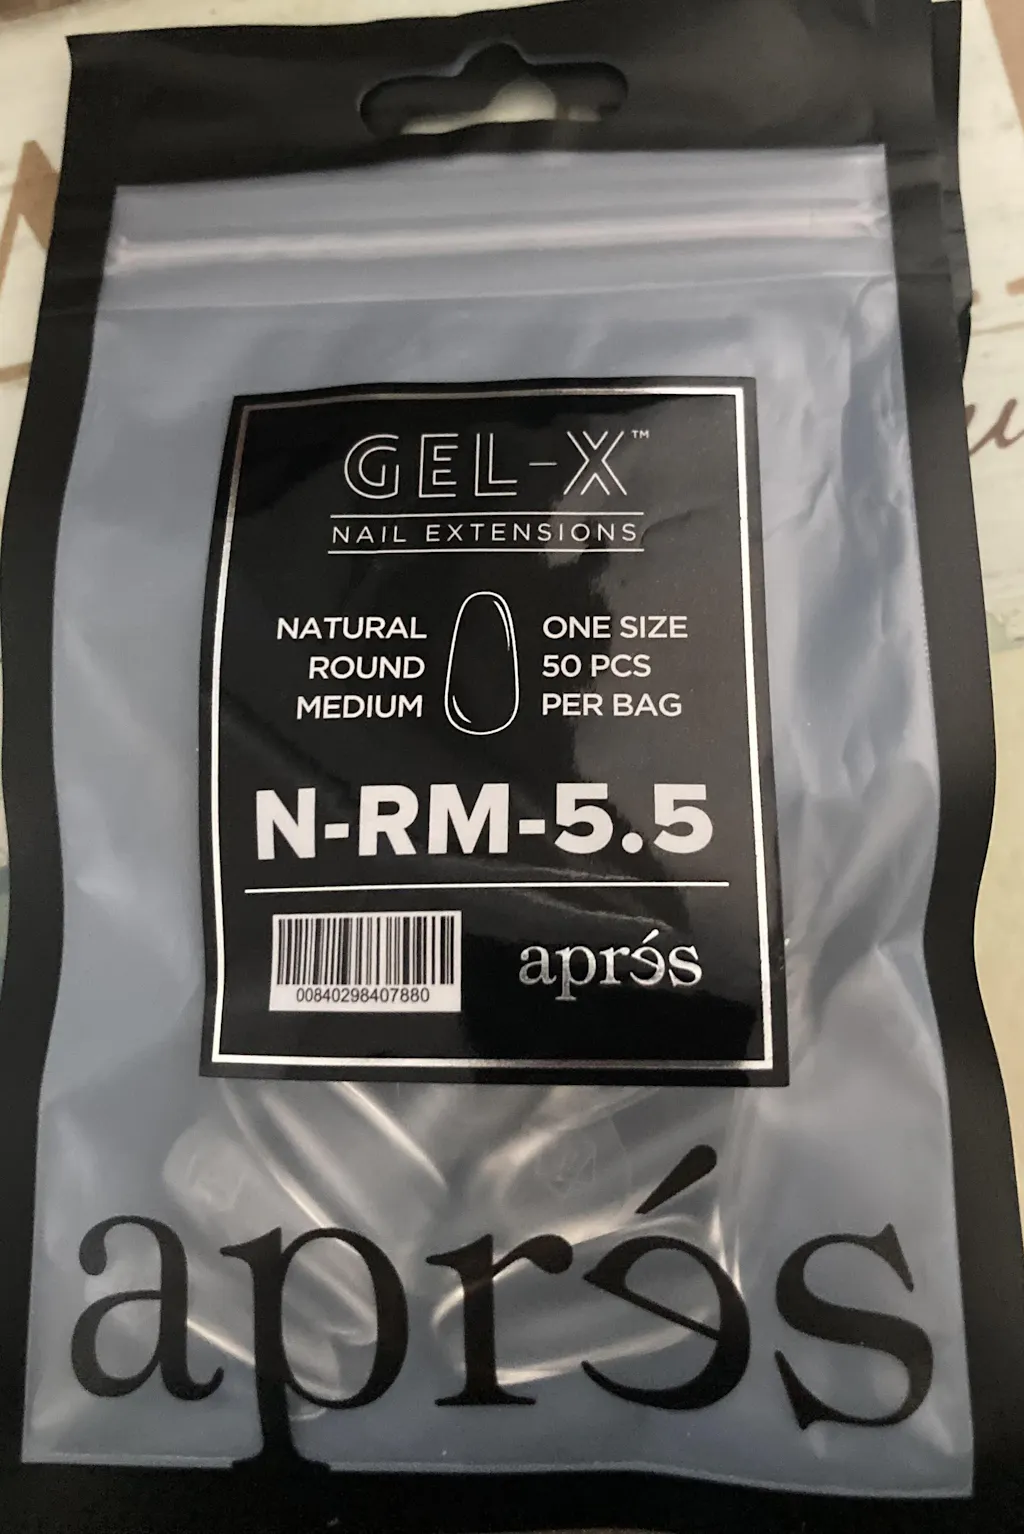 GEL-X™
NAIL EXTENSIONS
NATURAL
ROUND
MEDIUM
ONE SIZE
50 PCS
PER BAG
N-RM-5.5
00840298407880
aprés
aprés